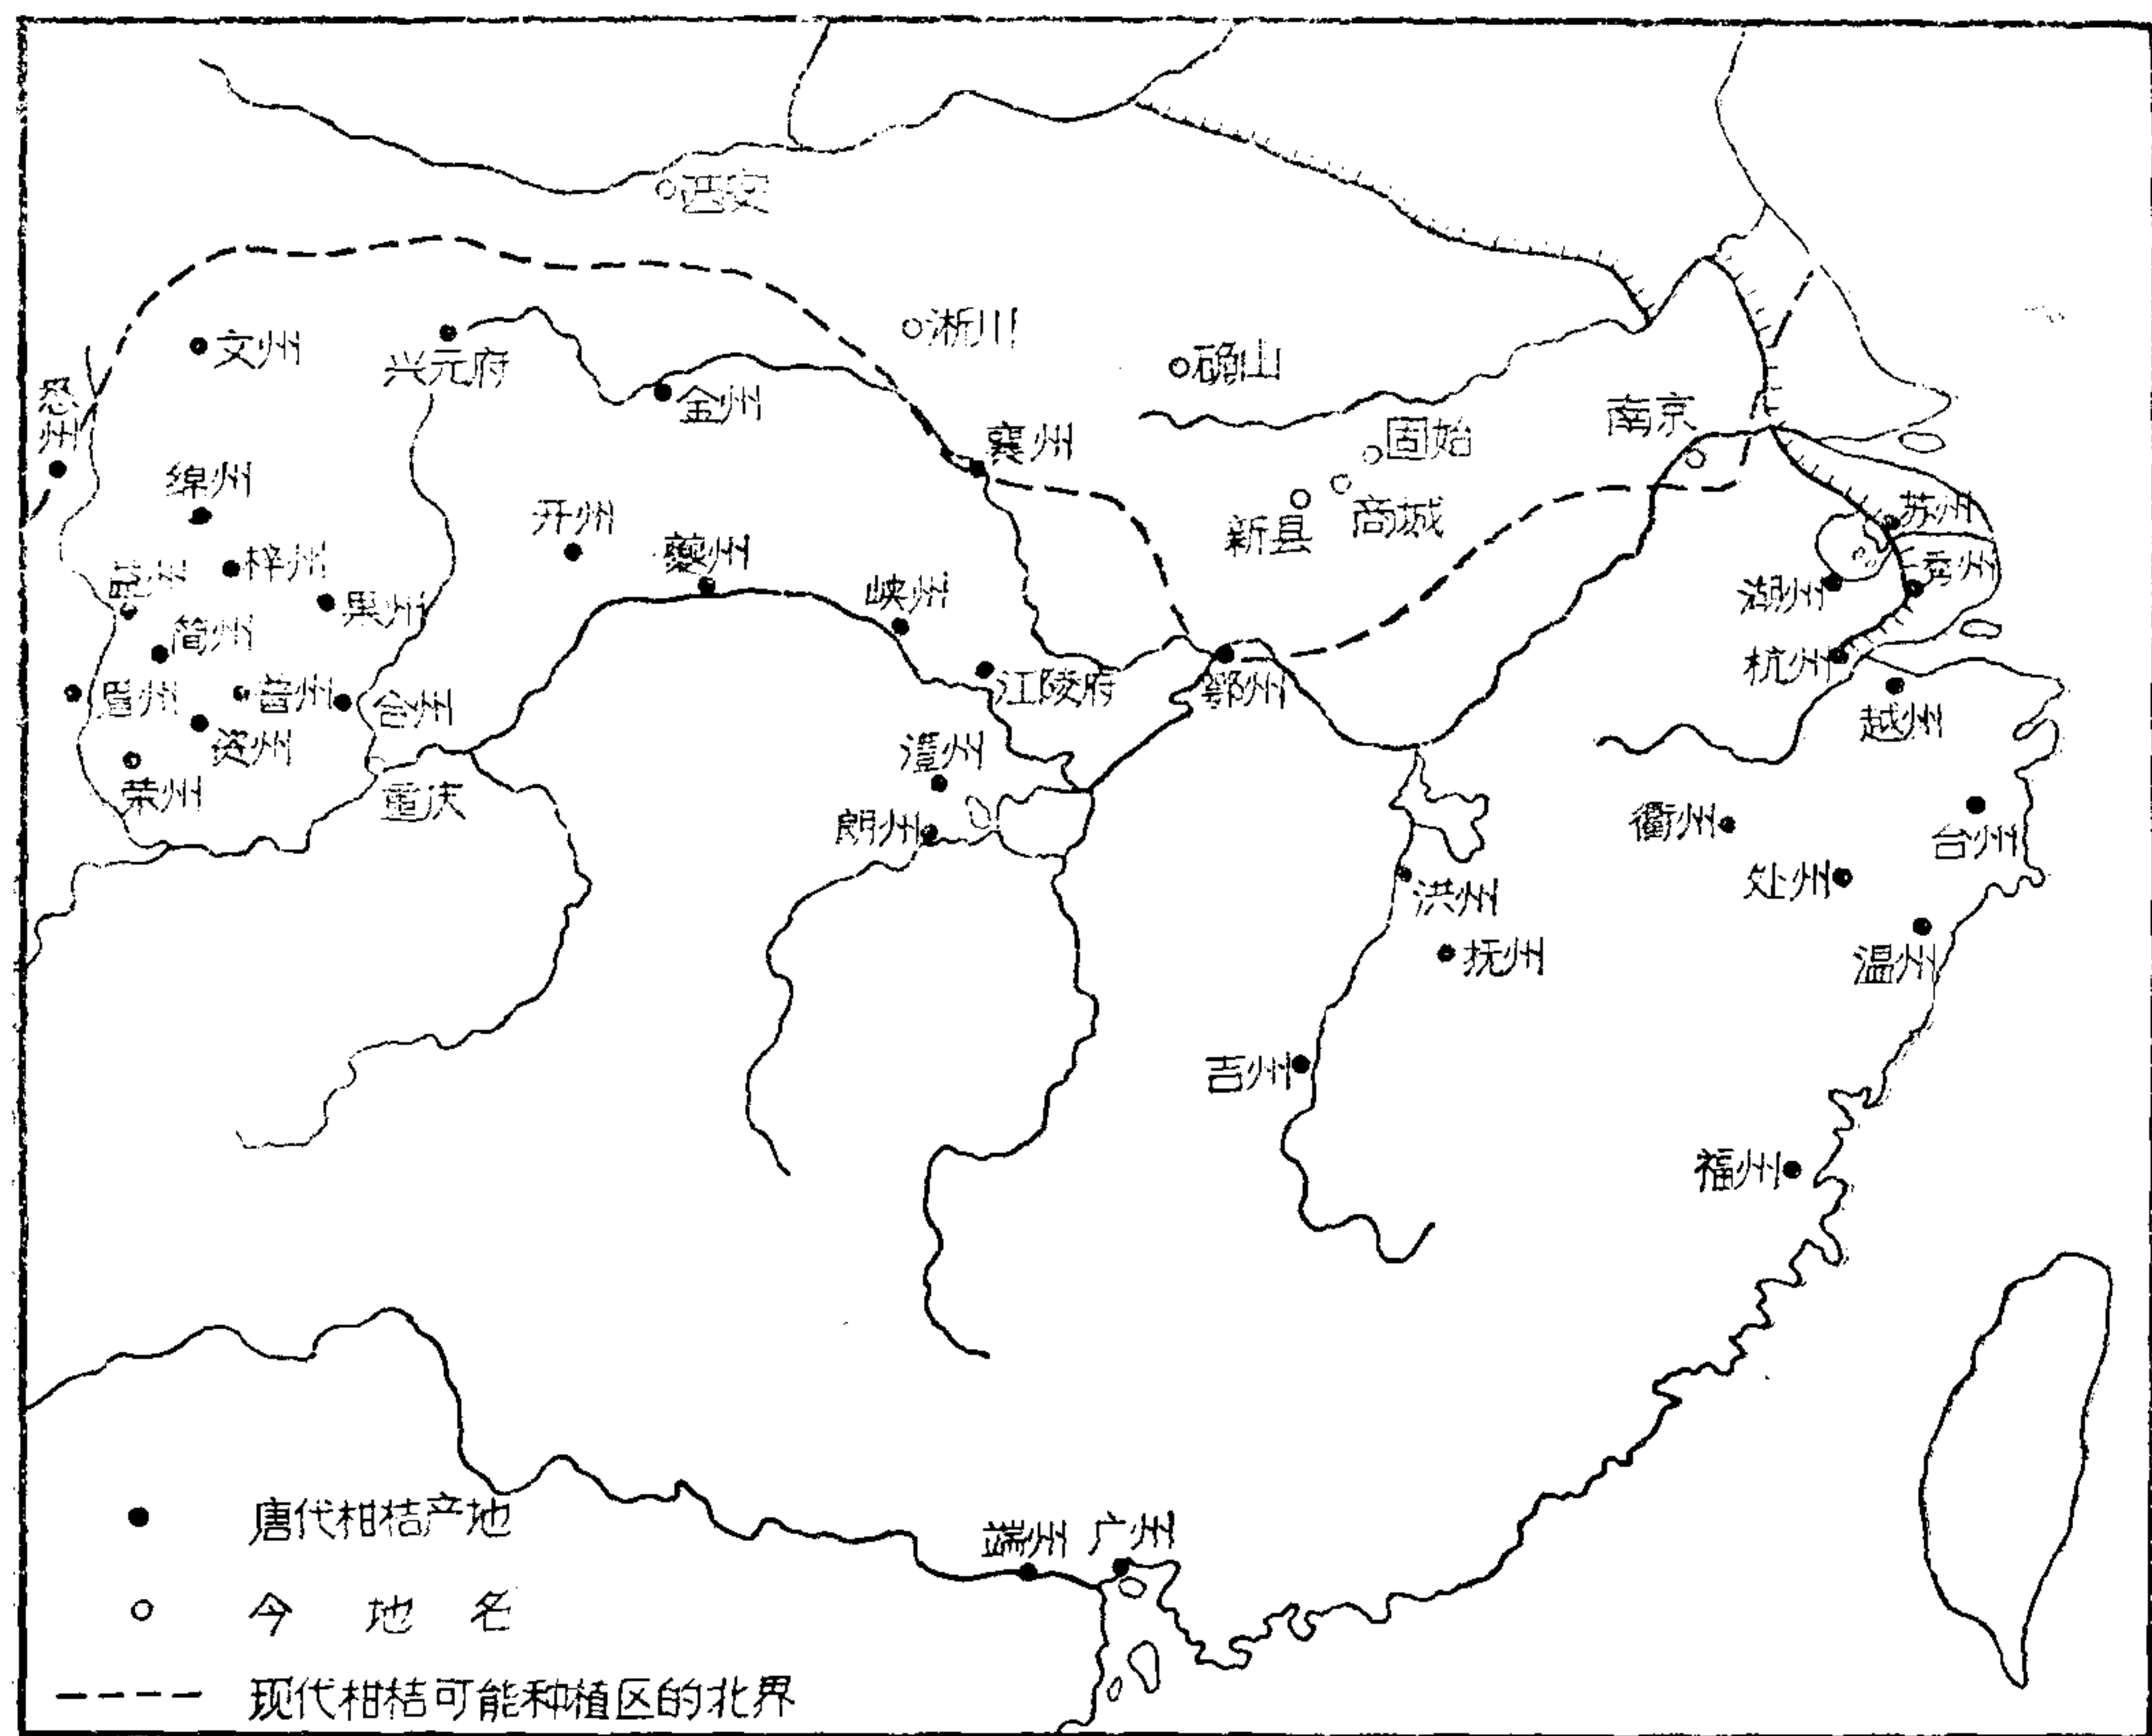 西安
淅川
文州
兴元府
确山
金州
南京
固始
襄州
绵州
商城
开州
新县
苏州
夔州
梓州
秀州
峡州
湖州
果州
简州
杭州
江陵府
鄂州
眉州
普州
合州
越州
资州
澧州
荣州
重庆
朗州
衢州
台州
处州
洪州
抚州
温州
吉州
福州
端州
广州
唐代柑桔产地
今地名
现代柑桔可能种植区的北界